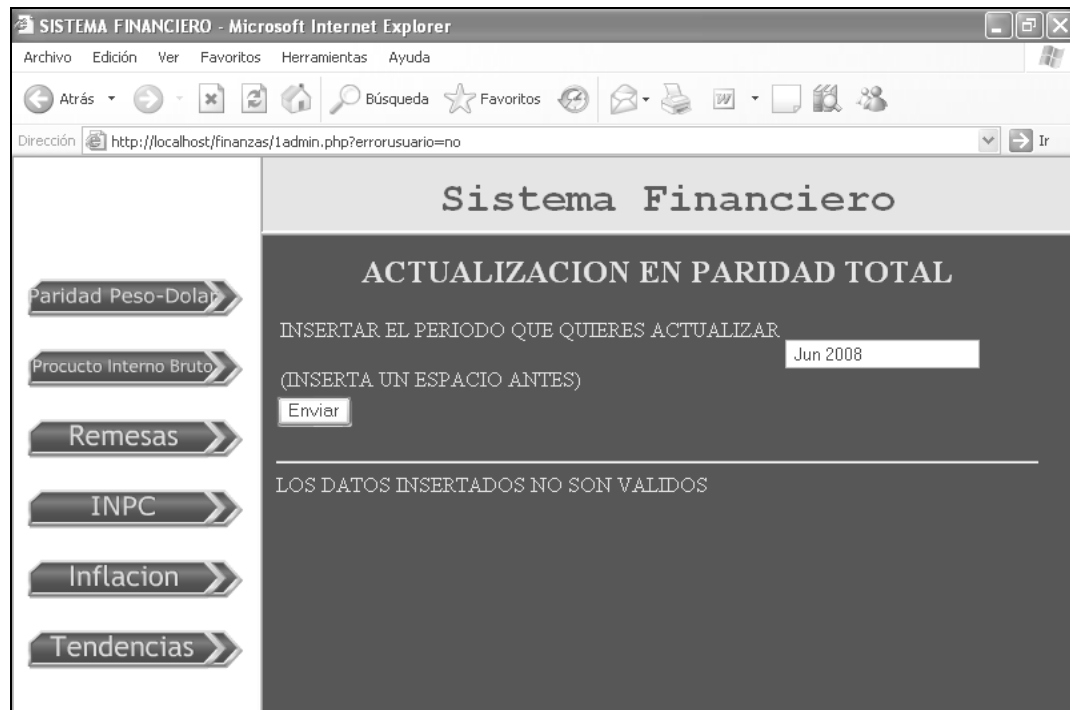 SISTEMA FINANCIERO - Microsoft Internet Explorer
Archivo Edición Ver Favoritos Herramientas Ayuda
Atrás Búsqueda Favoritos W
Dirección http://localhost/finanzas/1admin.php?errorusuario=no Ir
Sistema Financiero
ACTUALIZACION EN PARIDAD TOTAL
Paridad Peso-Dolar
INSERTAR EL PERIODO QUE QUIERES ACTUALIZAR
Jun 2008
Procucto Interno Bruto
(INSERTA UN ESPACIO ANTES)
Enviar
Remesas
LOS DATOS INSERTADOS NO SON VALIDOS
INPC
Inflacion
Tendencias